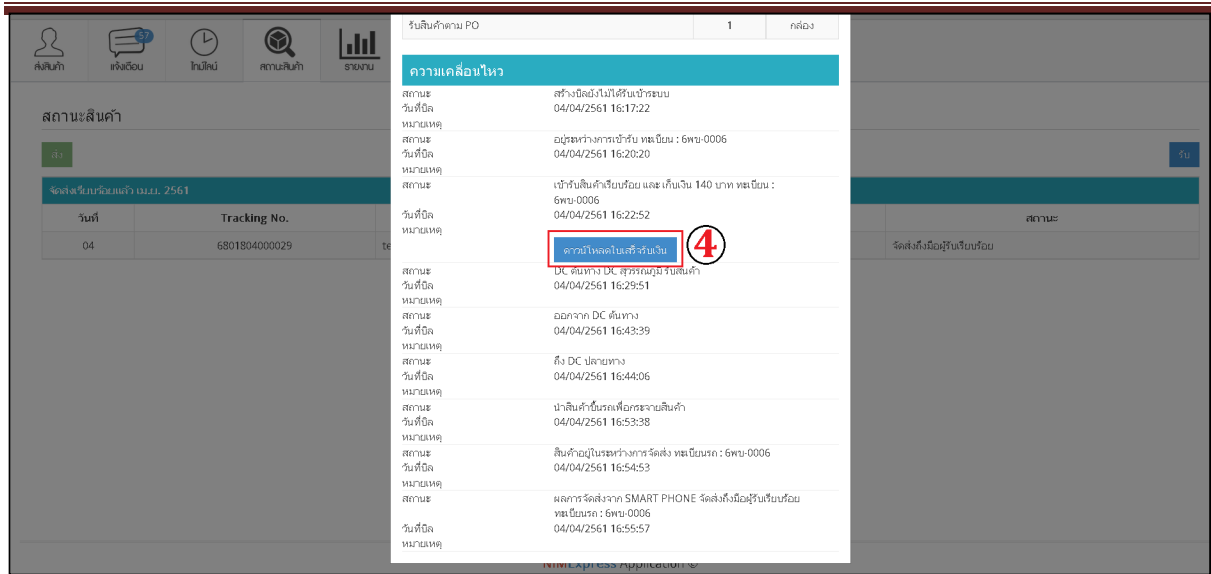 รับสินค้าตาม PO 1 กล่อง
57
ส่งสินค้า แจ้งเตือน ไทม์ไลน์ สถานะสินค้า รายงาน
ความเคลื่อนไหว
สถานะ สร้างบิลยังไม่ได้รับเข้าระบบ
วันที่บิล 04/04/2561 16:17:22
หมายเหตุ
สถานะสินค้า
สถานะ อยู่ระหว่างการเข้ารับ ทะเบียน : 6พบ-0006
วันที่บิล 04/04/2561 16:20:20
หมายเหตุ
ส่ง รับ
จัดส่งเรียบร้อยแล้ว เม.ย. 2561
สถานะ เข้ารับสินค้าเรียบร้อย และ เก็บเงิน 140 บาท ทะเบียน :
6พบ-0006
วันที่บิล 04/04/2561 16:22:52
หมายเหตุ
วันที่ Tracking No. สถานะ
04 6801804000029 te จัดส่งถึงมือผู้รับเรียบร้อย
ดาวน์โหลดใบเสร็จรับเงิน 4
สถานะ DC ต้นทาง DC สุวรรณภูมิ รับสินค้า
วันที่บิล 04/04/2561 16:29:51
หมายเหตุ
สถานะ ออกจาก DC ต้นทาง
วันที่บิล 04/04/2561 16:43:39
หมายเหตุ
สถานะ ถึง DC ปลายทาง
วันที่บิล 04/04/2561 16:44:06
หมายเหตุ
สถานะ นำสินค้าขึ้นรถเพื่อกระจายสินค้า
วันที่บิล 04/04/2561 16:53:38
หมายเหตุ
สถานะ สินค้าอยู่ในระหว่างการจัดส่ง ทะเบียนรถ : 6พบ-0006
วันที่บิล 04/04/2561 16:54:53
หมายเหตุ
สถานะ ผลการจัดส่งจาก SMART PHONE จัดส่งถึงมือผู้รับเรียบร้อย
ทะเบียนรถ : 6พบ-0006
วันที่บิล 04/04/2561 16:55:57
หมายเหตุ
NiMExpress Application ©